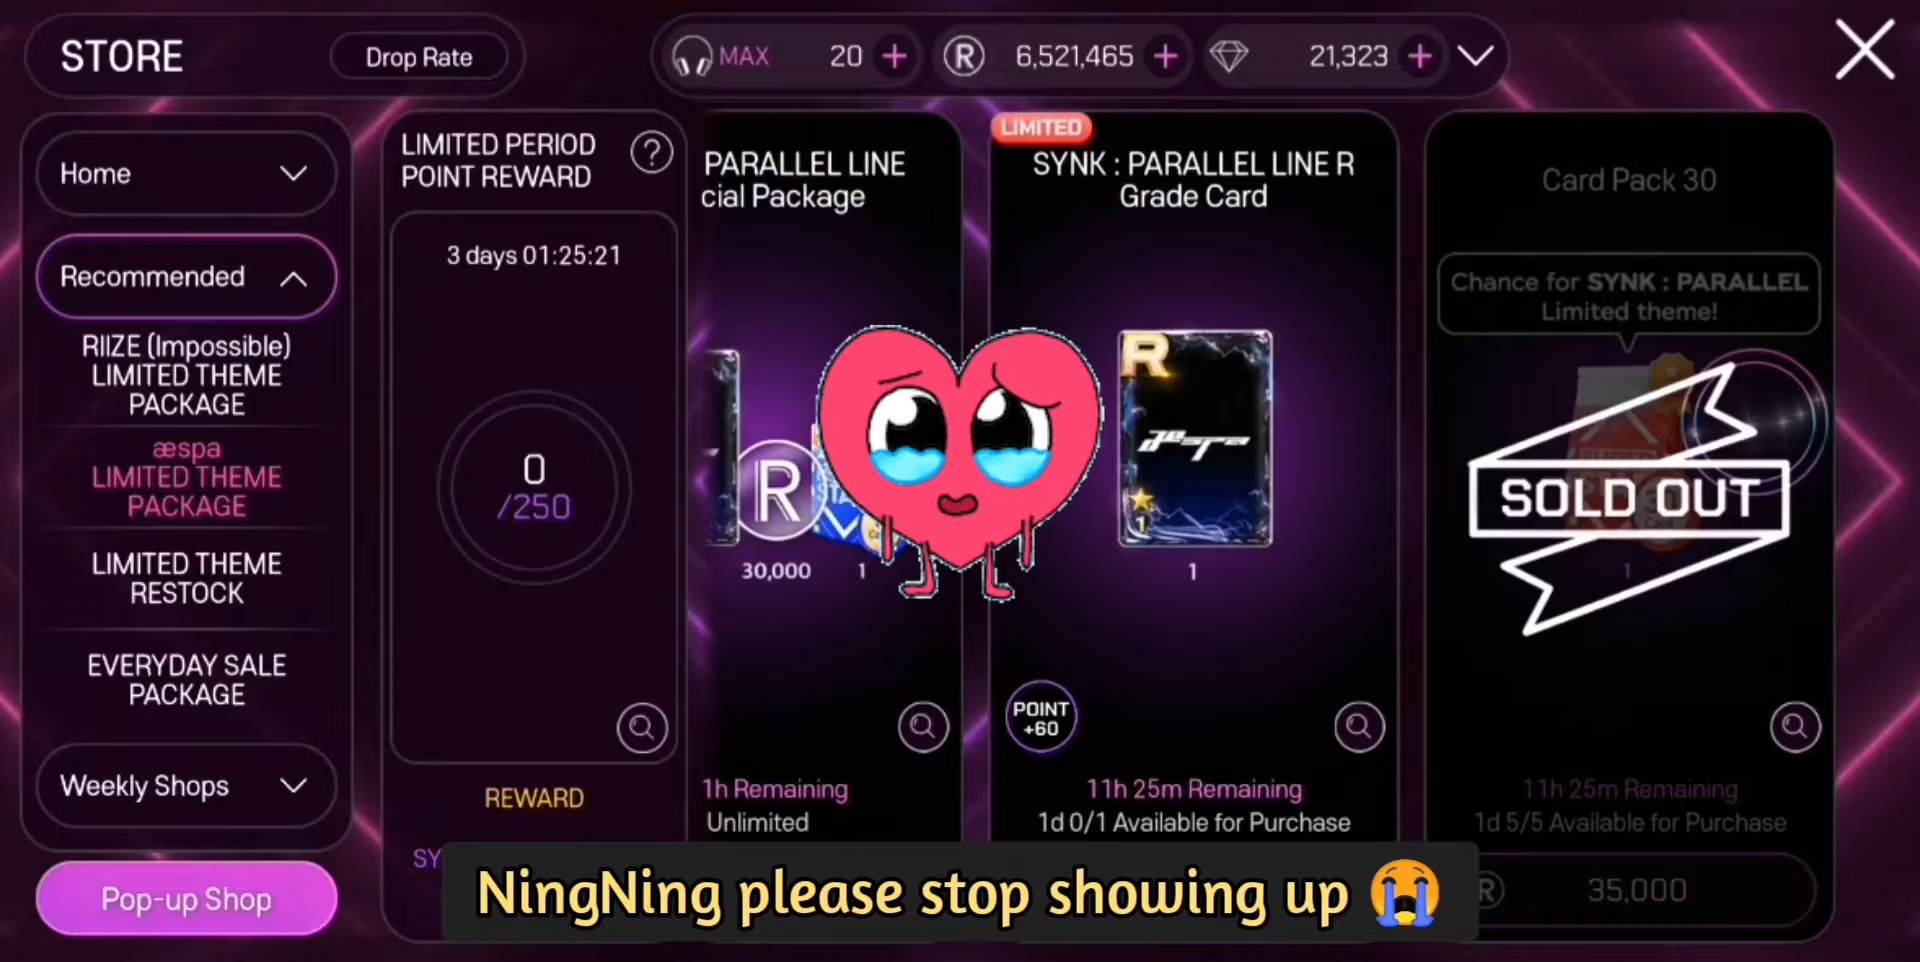 STORE
Drop Rate
MAX 20
R 6,521,465
21,323
Home
Recommended
RIIZE (Impossible)
LIMITED THEME
PACKAGE
æspa
LIMITED THEME
PACKAGE
LIMITED THEME
RESTOCK
EVERYDAY SALE
PACKAGE
Weekly Shops
Pop-up Shop
LIMITED PERIOD
POINT REWARD
?
3 days 01:25:21
0
/250
REWARD
SY
PARALLEL LINE
cial Package
R
30,000
1
1h Remaining
Unlimited
LIMITED
SYNK : PARALLEL LINE R
Grade Card
R
aespa
1
1
POINT
+60
11h 25m Remaining
1d 0/1 Available for Purchase
Card Pack 30
Chance for SYNK : PARALLEL
Limited theme!
SOLD OUT
1
11h 25m Remaining
1d 5/5 Available for Purchase
R 35,000
NingNing please stop showing up 😭